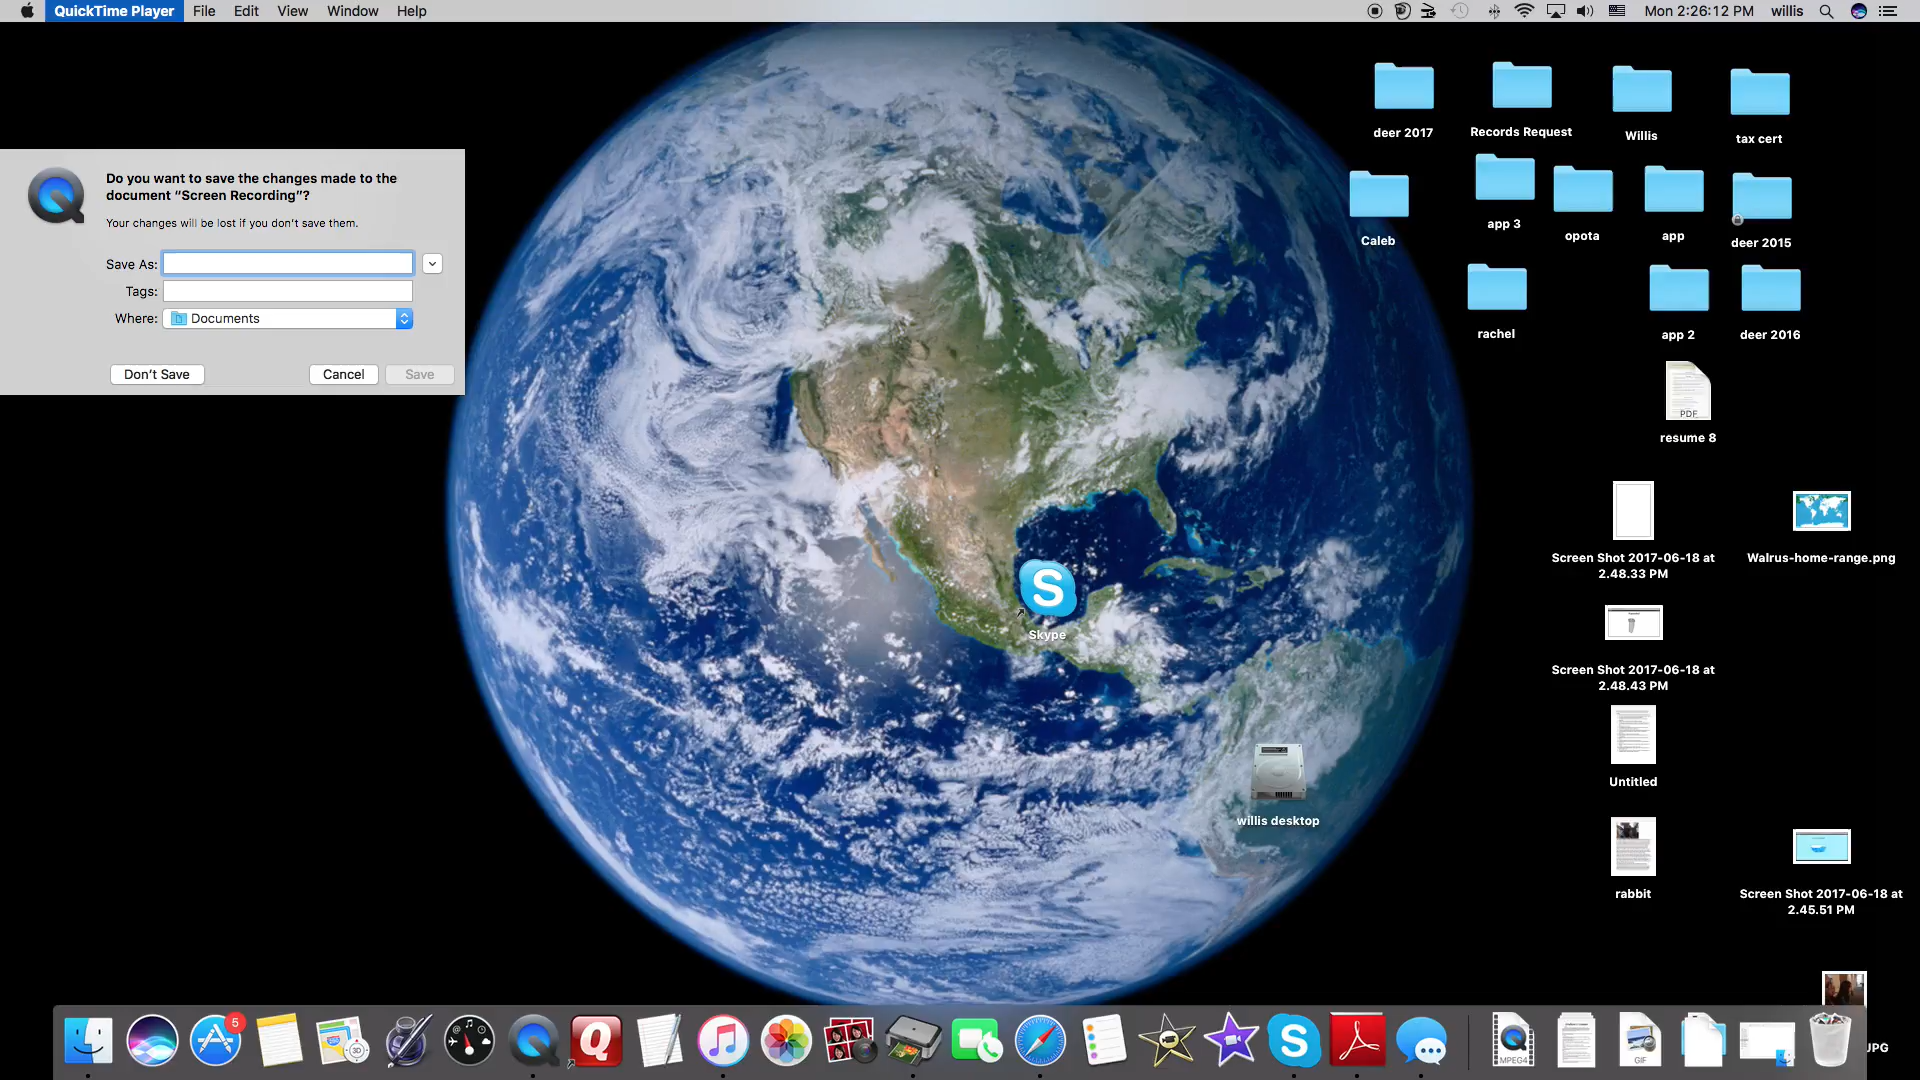 QuickTime Player File Edit View Window Help
Mon 2:26:12 PM willis
Do you want to save the changes made to the
document “Screen Recording”?
Your changes will be lost if you don’t save them.
Save As:
Tags:
Where: Documents
Don’t Save Cancel Save
deer 2017
Records Request
Willis
tax cert
Caleb
app 3
opota
app
deer 2015
rachel
app 2
deer 2016
PDF
resume 8
Screen Shot 2017-06-18 at
2.48.33 PM
Walrus-home-range.png
S
Skype
Screen Shot 2017-06-18 at
2.48.43 PM
Untitled
willis desktop
rabbit
Screen Shot 2017-06-18 at
2.45.51 PM
5
3D
Q
S
MPEG4
GIF
JPG